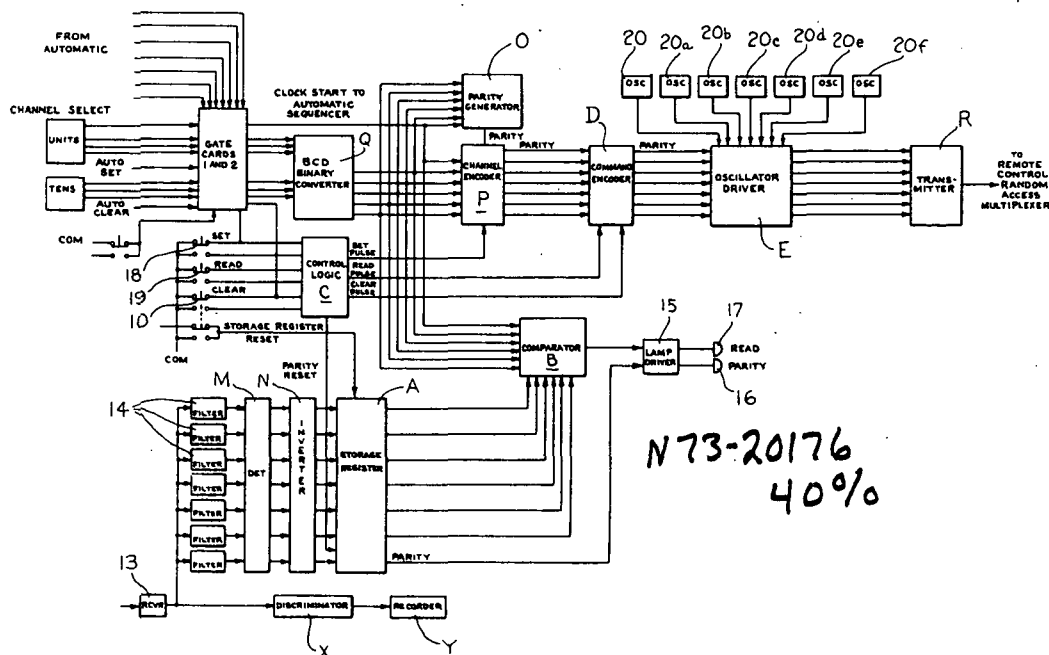 FROM
AUTOMATIC
CHANNEL SELECT
UNITS
AUTO
SET
TENS
AUTO
CLEAR
COM
GATE
CARDS
1 AND 2
CLOCK START TO
AUTOMATIC
SEQUENCER
Q
BCD
BINARY
CONVERTER
O
PARITY
GENERATOR
PARITY
CHANNEL
ENCODER
P
PARITY
D
COMMAND
ENCODER
PARITY
20
20a
20b
20c
20d
20e
20f
OSC
OSC
OSC
OSC
OSC
OSC
OSC
OSCILLATOR
DRIVER
E
R
TRANS-
MITTER
TO
REMOTE
CONTROL
RANDOM
ACCESS
MULTIPLEXER
18
SET
19
READ
10
CLEAR
STORAGE REGISTER
RESET
COM
CONTROL
LOGIC
C
SET
PULSE
READ
PULSE
CLEAR
PULSE
PARITY
RESET
COMPARATOR
B
15
LAMP
DRIVER
17
READ
PARITY
16
14
FILTER
FILTER
FILTER
FILTER
FILTER
FILTER
FILTER
M
DET
N
INVERTER
A
STORAGE
REGISTER
PARITY
N73-20176
40%
13
RCVR
DISCRIMINATOR
X
RECORDER
Y